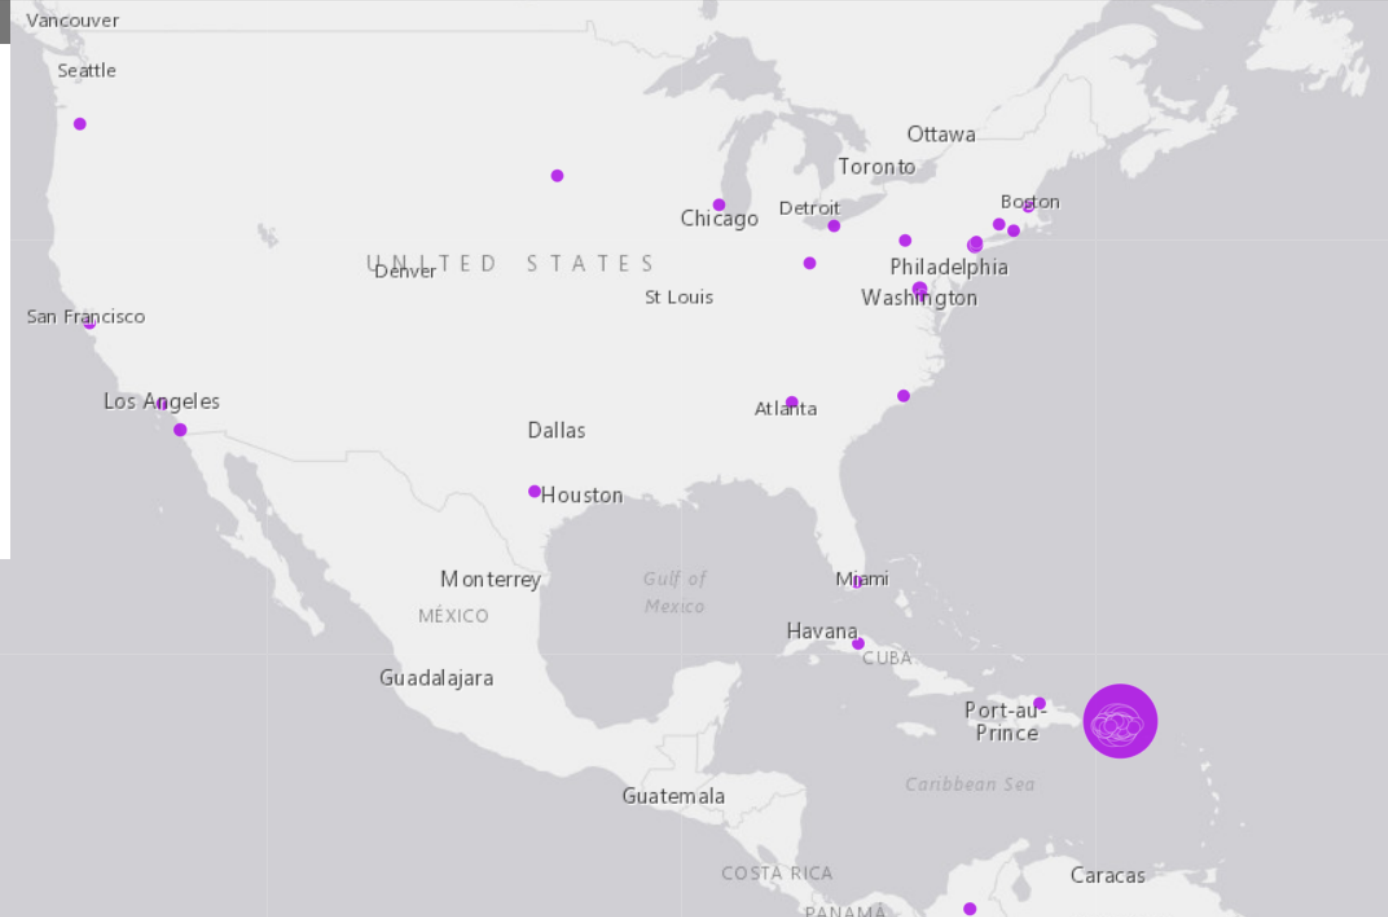 Vancouver
Seattle
Ottawa
Toronto
Boston
Detroit
Chicago
UNITED STATES
Denver
Philadelphia
St Louis
Washington
San Francisco
Los Angeles
Atlanta
Dallas
Houston
Monterrey
Gulf of
Mexico
Miami
MÉXICO
Havana
CUBA
Guadalajara
Port-au-
Prince
Caribbean Sea
Guatemala
COSTA RICA
Caracas
PANAMÁ